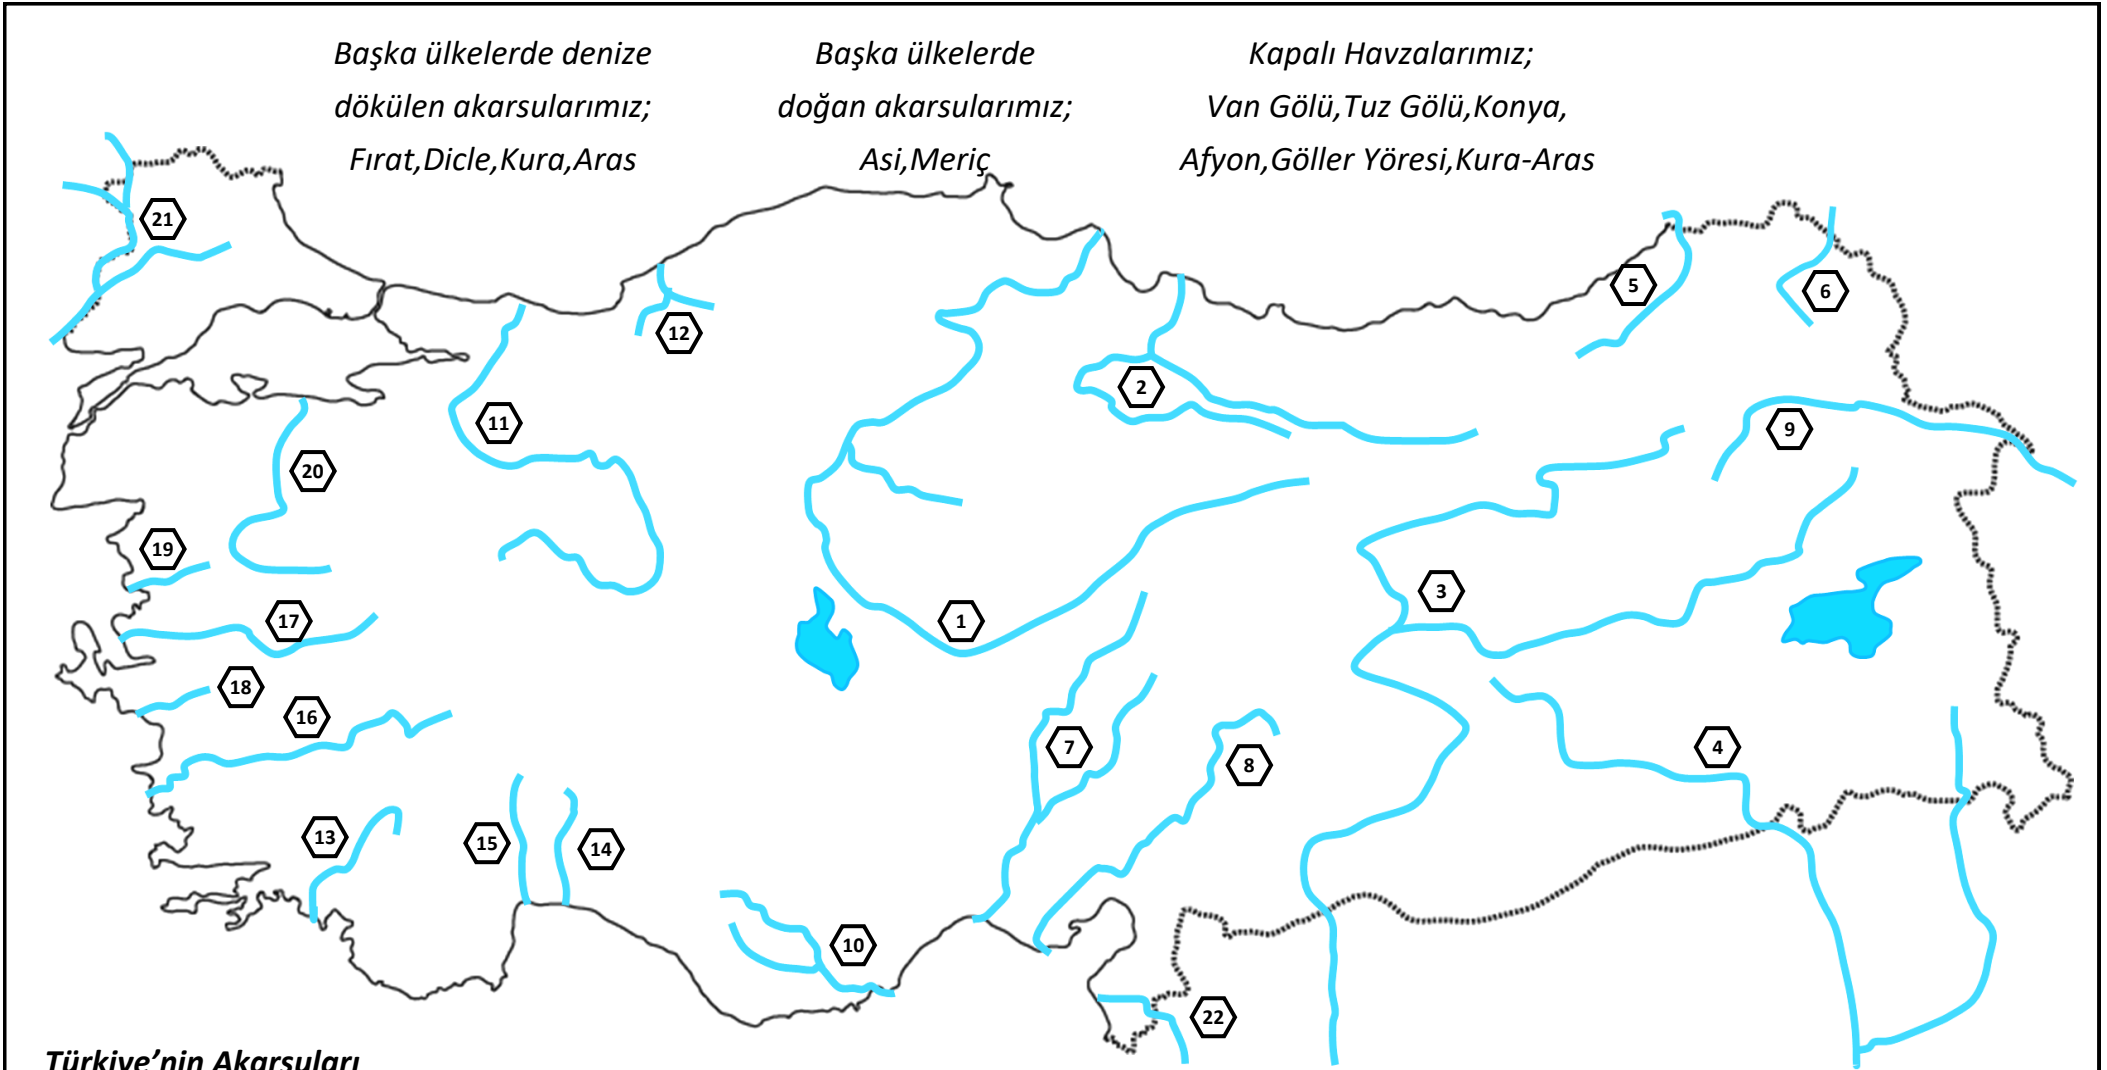 Başka ülkelerde denize
dökülen akarsularımız;
Fırat,Dicle,Kura,Aras
Başka ülkelerde
doğan akarsularımız;
Asi,Meriç
Kapalı Havzalarımız;
Van Gölü,Tuz Gölü,Konya,
Afyon,Göller Yöresi,Kura-Aras
21
5
6
12
2
11
9
20
19
3
17
1
18
16
7
4
8
13
15
14
10
22
Türkiye'nin Akarsuları